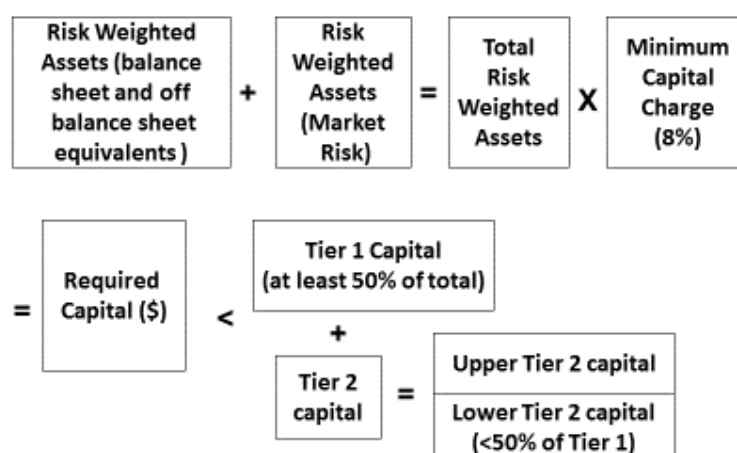 Risk Weighted
Assets (balance
sheet and off
balance sheet
equivalents )
+
Risk
Weighted
Assets
(Market
Risk)
=
Total
Risk
Weighted
Assets
X
Minimum
Capital
Charge
(8%)
=
Required
Capital ($)
<
Tier 1 Capital
(at least 50% of total)
+
Tier 2
capital
=
Upper Tier 2 capital
Lower Tier 2 capital
(<50% of Tier 1)